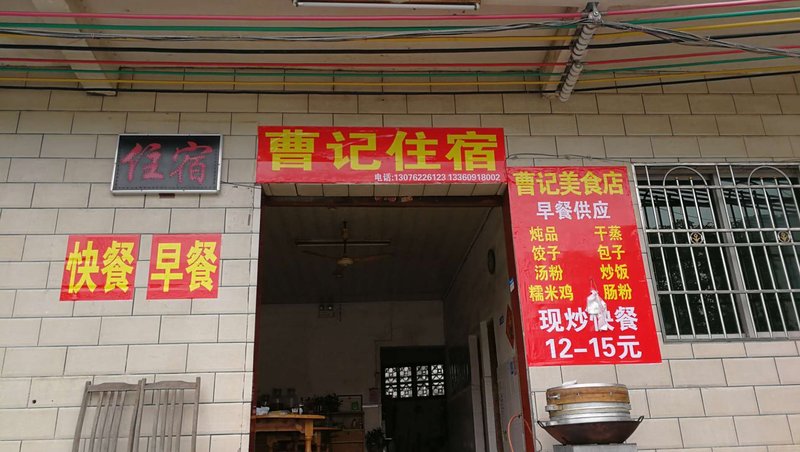 住宿
快餐
早餐
曹记住宿
电话:13076226123 13360918002
曹记美食店
早餐供应
炖品 干蒸
饺子 包子
汤粉 炒饭
糯米鸡 肠粉
现炒快餐
12-15元